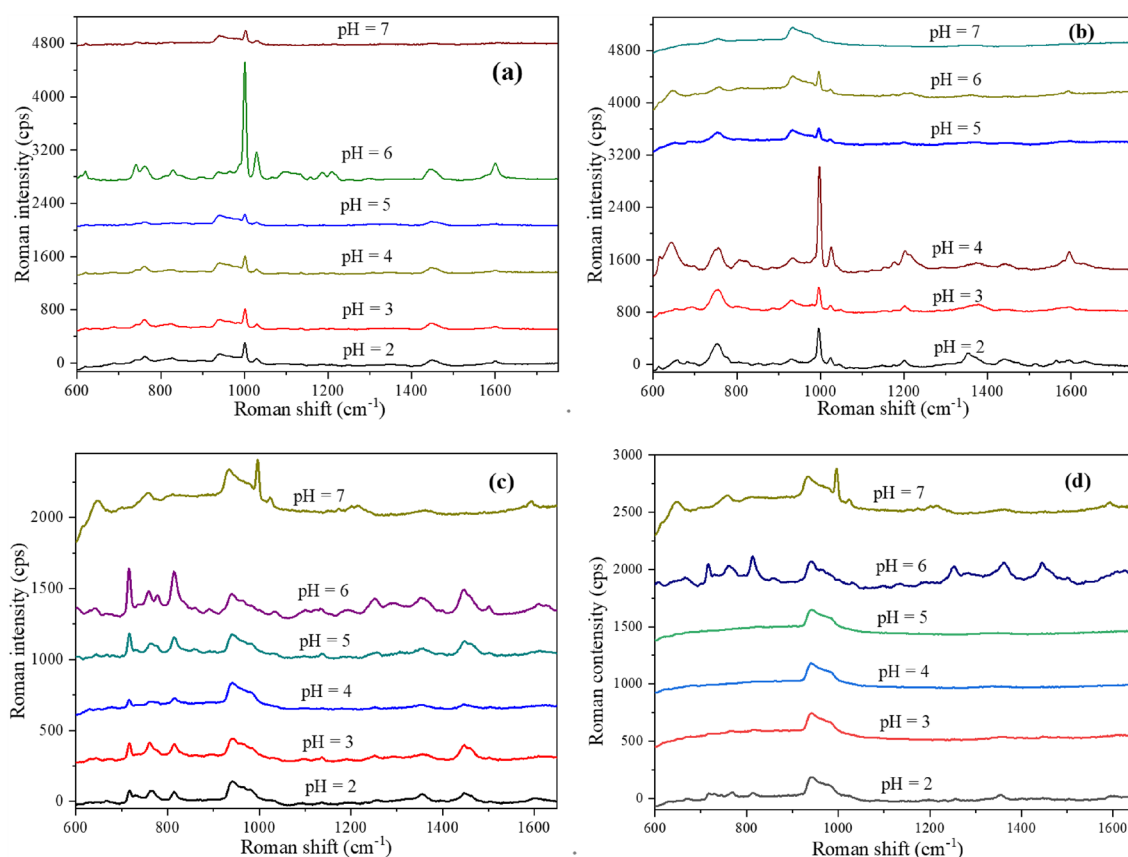 (a)
pH = 7
pH = 6
pH = 5
pH = 4
pH = 3
pH = 2
4800
4000
3200
2400
1600
800
0
Roman intensity (cps)
600 800 1000 1200 1400 1600
Roman shift (cm⁻¹)
(b)
pH = 7
pH = 6
pH = 5
pH = 4
pH = 3
pH = 2
4800
4000
3200
2400
1600
800
0
Roman intensity (cps)
600 800 1000 1200 1400 1600
Roman shift (cm⁻¹)
(c)
pH = 7
pH = 6
pH = 5
pH = 4
pH = 3
pH = 2
2000
1500
1000
500
0
Roman intensity (cps)
600 800 1000 1200 1400 1600
Roman shift (cm⁻¹)
(d)
pH = 7
pH = 6
pH = 5
pH = 4
pH = 3
pH = 2
3000
2500
2000
1500
1000
500
0
Roman contensity (cps)
600 800 1000 1200 1400 1600
Roman shift (cm⁻¹)